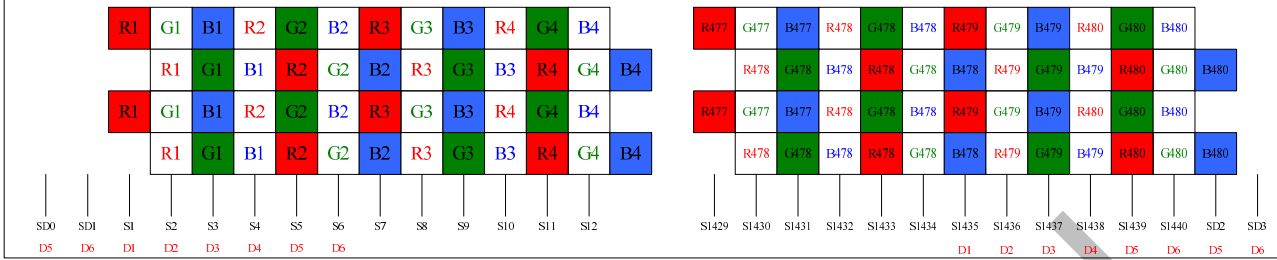 R1 G1 B1 R2 G2 B2 R3 G3 B3 R4 G4 B4 R477 G477 B477 R478 G478 B478 R479 G479 B479 R480 G480 B480
R1 G1 B1 R2 G2 B2 R3 G3 B3 R4 G4 B4 R478 G478 B478 R478 G478 B478 R479 G479 B479 R480 G480 B480
R1 G1 B1 R2 G2 B2 R3 G3 B3 R4 G4 B4 R477 G477 B477 R478 G478 B478 R479 G479 B479 R480 G480 B480
R1 G1 B1 R2 G2 B2 R3 G3 B3 R4 G4 B4 R478 G478 B478 R478 G478 B478 R479 G479 B479 R480 G480 B480
SD0 SD1 S1 S2 S3 S4 S5 S6 S7 S8 S9 S10 S11 S12 S1429 S1430 S1431 S1432 S1433 S1434 S1435 S1436 S1437 S1438 S1439 S1440 SD2 SD3
D5 D6 D1 D2 D3 D4 D5 D6 D1 D2 D3 D4 D5 D6 D5 D6